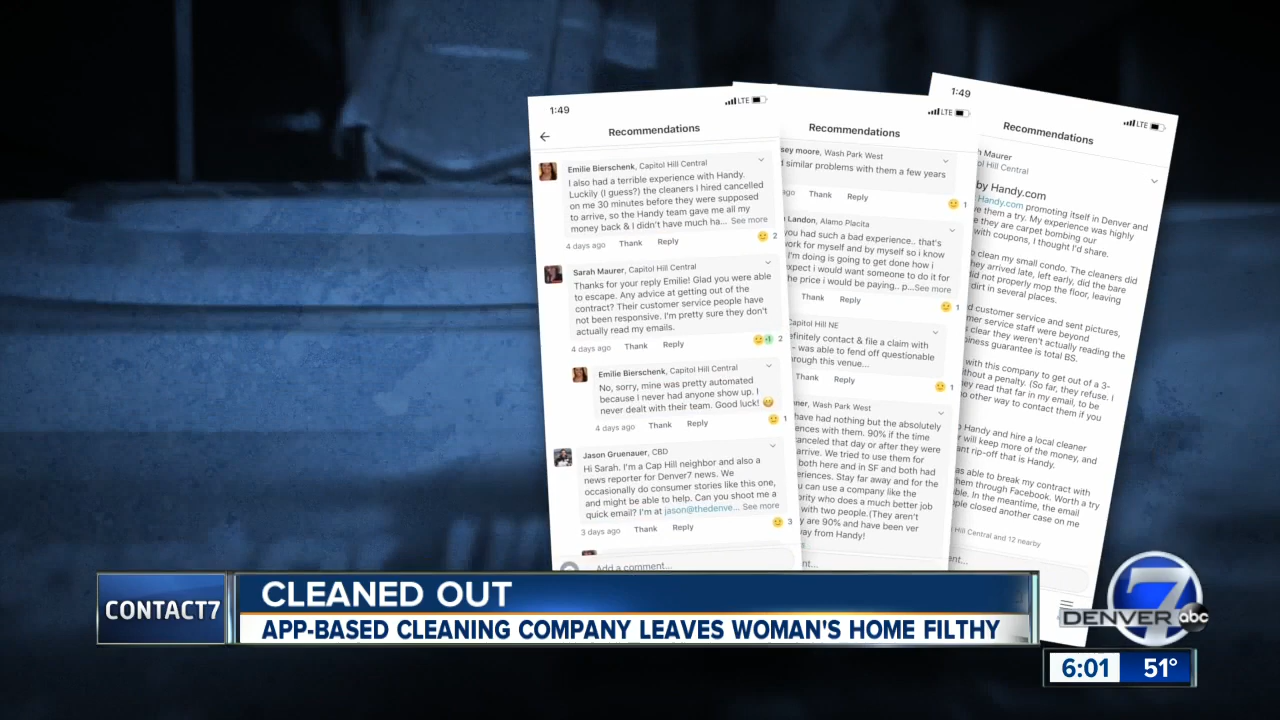 1:49
LTE
Recommendations
Emilie Bierschenk, Capitol Hill Central
I also had a terrible experience with Handy.
Luckily (I guess?) the cleaners I hired cancelled
on me 30 minutes before they were supposed
to arrive, so the Handy team gave me all my
money back & I didn't have much ha... See more
4 days ago Thank Reply
2
Sarah Maurer, Capitol Hill Central
Thanks for your reply Emilie! Glad you were able
to escape. Any advice at getting out of the
contract? Their customer service people have
not been responsive. I'm pretty sure they don't
actually read my emails.
4 days ago Thank Reply
2
Emilie Bierschenk, Capitol Hill Central
No, sorry, mine was pretty automated
because I never had anyone show up. I
never dealt with their team. Good luck!
4 days ago Thank Reply
1
Jason Gruenauer, CBD
Hi Sarah. I'm a Cap Hill neighbor and also a
news reporter for Denver7 news. We
occasionally do consumer stories like this one,
and might be able to help. Can you shoot me a
quick email? I'm at jason@thedenve... See more
3 days ago Thank Reply
3
Add a comment...
LTE
Recommendations
sey moore, Wash Park West
similar problems with them a few years
ago Thank Reply
1
Landon, Alamo Placita
you had such a bad experience.. that's
ork for myself and by myself so i know
I'm doing is going to get done how i
xpect i would want someone to do it for
the price i would be paying.. p...See more
Thank Reply
1
Capitol Hill NE
efinitely contact & file a claim with
- was able to fend off questionable
rough this venue...
Thank Reply
1
nner, Wash Park West
have had nothing but the absolutely
ences with them. 90% if the time
anceled that day or after they were
arrive. We tried to use them for
both here and in SF and both had
eriences. Stay far away and for the
u can use a company like the
ority who does a much better job
with two people.(They aren't
y are 90% and have been ver
way from Handy!
nt...
1:49
LTE
Recommendations
h Maurer
ol Hill Central
by Handy.com
Handy.com promoting itself in Denver and
ve them a try. My experience was highly
e they are carpet bombing our
with coupons, I thought I'd share.
o clean my small condo. The cleaners did
hey arrived late, left early, did the bare
did not properly mop the floor, leaving
dirt in several places.
d customer service and sent pictures,
mer service staff were beyond
s clear they weren't actually reading the
piness guarantee is total BS.
with this company to get out of a 3-
ithout a penalty. (So far, they refuse. I
ey read that far in my email, to be
o other way to contact them if you
o Handy and hire a local cleaner
r will keep more of the money, and
ant rip-off that is Handy.
as able to break my contract with
them through Facebook. Worth a try
ble. In the meantime, the email
ople closed another case on me
Hill Central and 12 nearby
ent...
CONTACT7
CLEANED OUT
APP-BASED CLEANING COMPANY LEAVES WOMAN'S HOME FILTHY
7
DENVER abc
6:01 51°